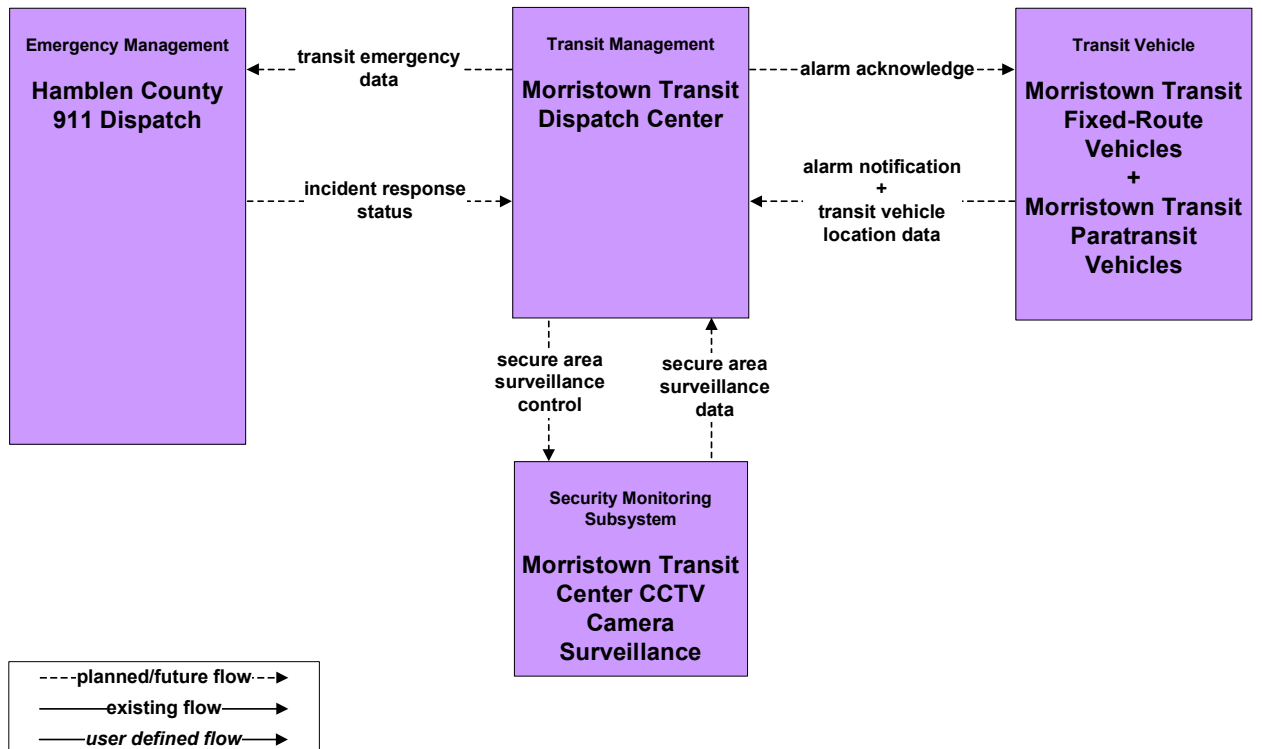 Emergency Management
Hamblen County
911 Dispatch
transit emergency
data
incident response
status
Transit Management
Morristown Transit
Dispatch Center
alarm acknowledge
alarm notification
+
transit vehicle
location data
Transit Vehicle
Morristown Transit
Fixed-Route
Vehicles
+
Morristown Transit
Paratransit
Vehicles
secure area
surveillance
control
secure area
surveillance
data
Security Monitoring
Subsystem
Morristown Transit
Center CCTV
Camera
Surveillance
planned/future flow
existing flow
user defined flow